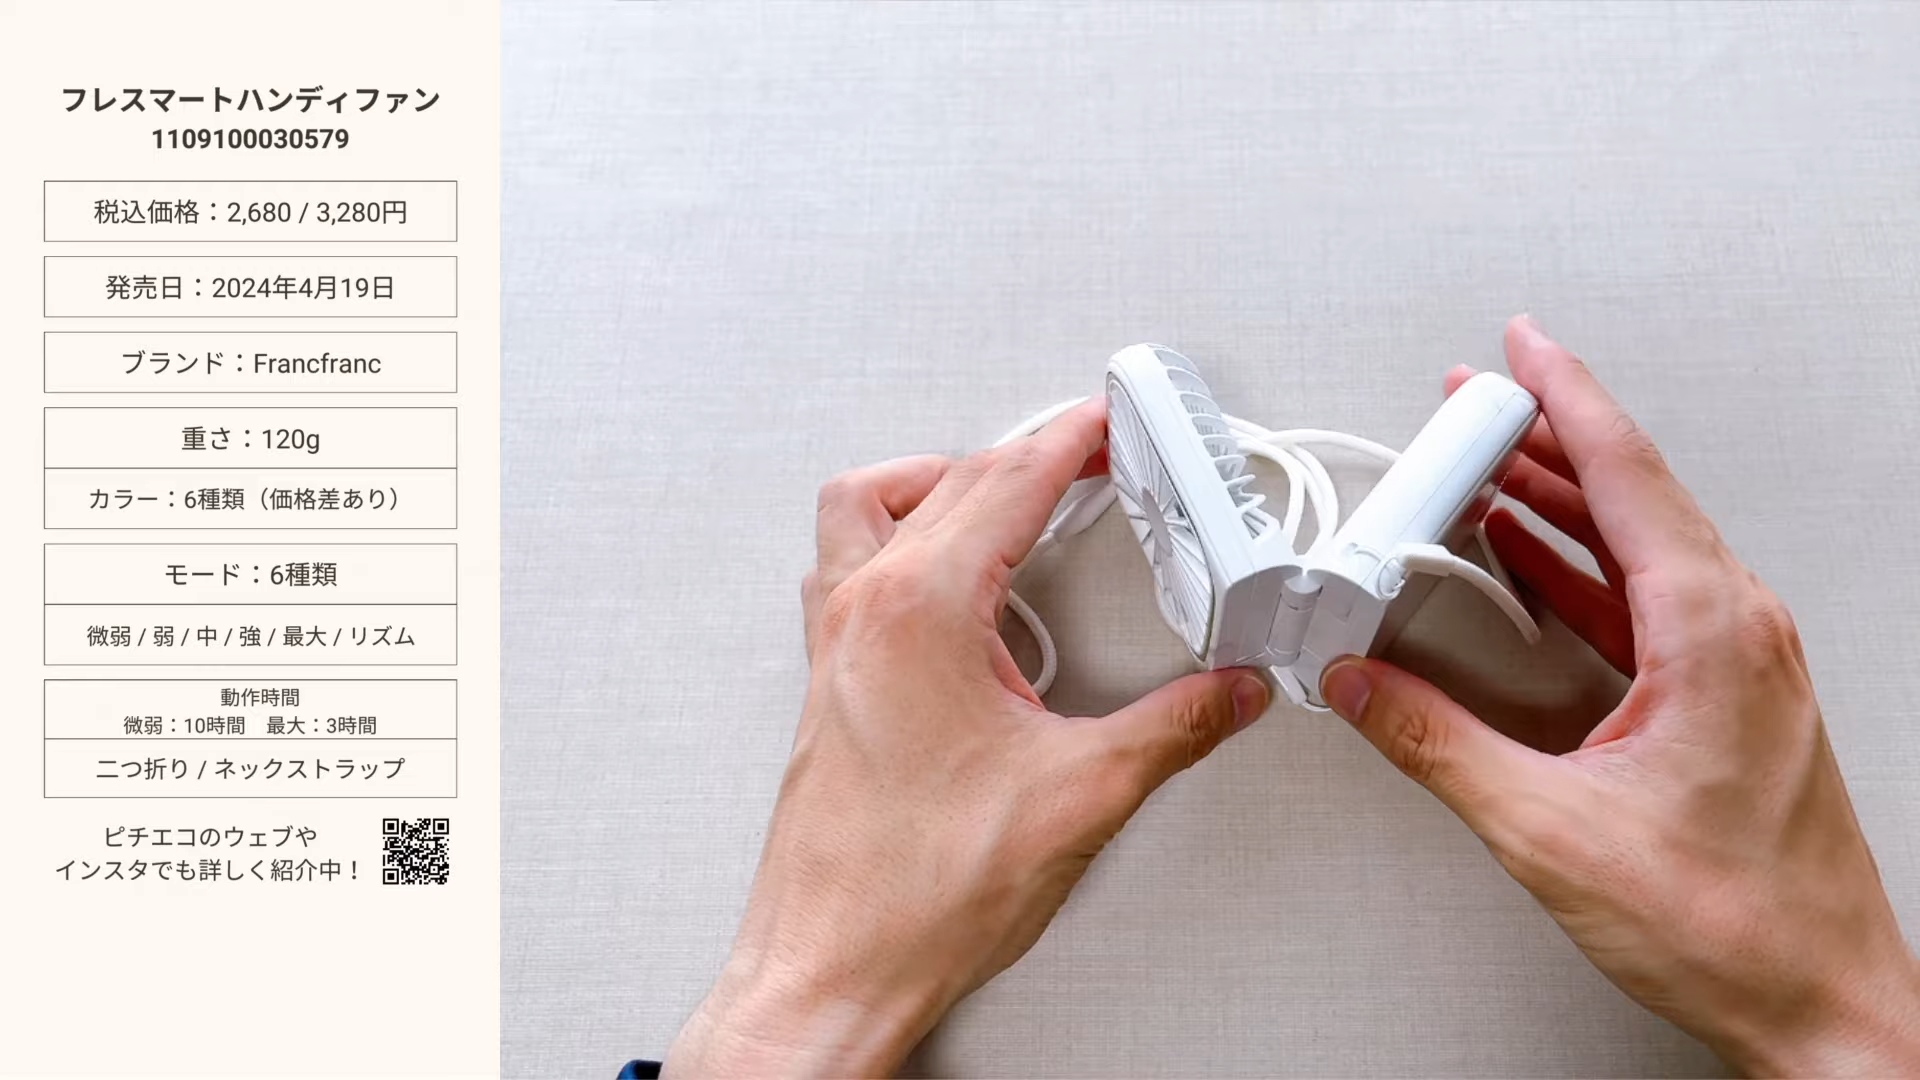 フレスマートハンディファン
1109100030579
税込価格：2,680 / 3,280円
発売日：2024年4月19日
ブランド：Francfranc
重さ：120g
カラー：6種類（価格差あり）
モード：6種類
微弱 / 弱 / 中 / 強 / 最大 / リズム
動作時間
微弱：10時間　最大：3時間
二つ折り / ネックストラップ
ピチエコのウェブや
インスタでも詳しく紹介中！